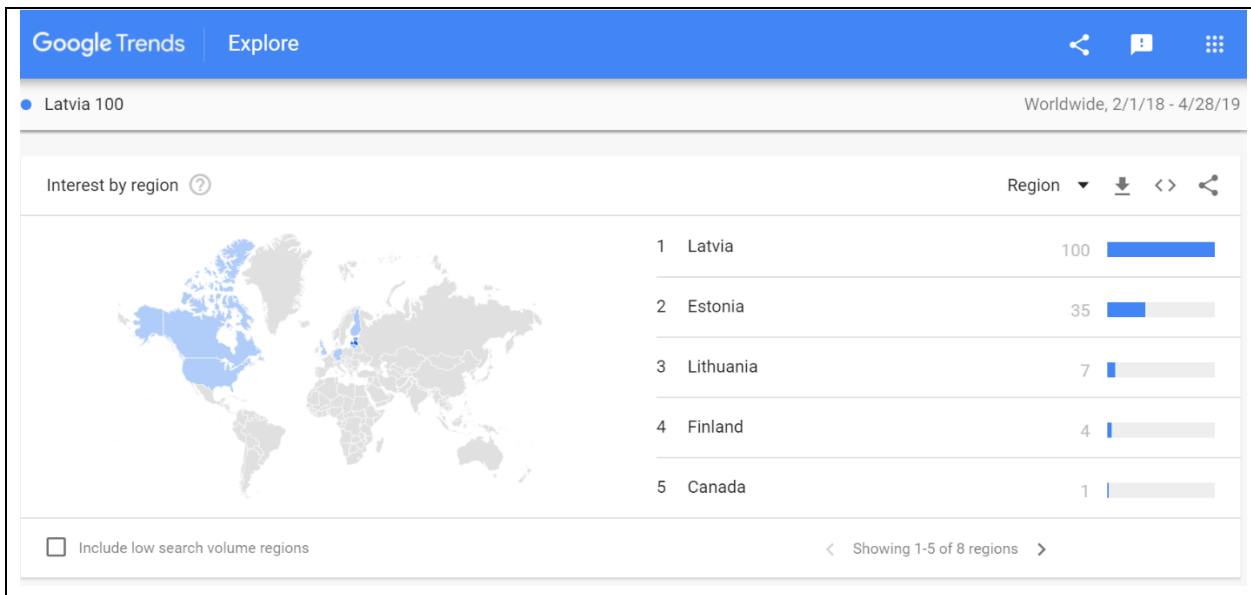 Google Trends Explore
Latvia 100 Worldwide, 2/1/18 - 4/28/19
Interest by region Region
1 Latvia 100
2 Estonia 35
3 Lithuania 7
4 Finland 4
5 Canada 1
Include low search volume regions Showing 1-5 of 8 regions